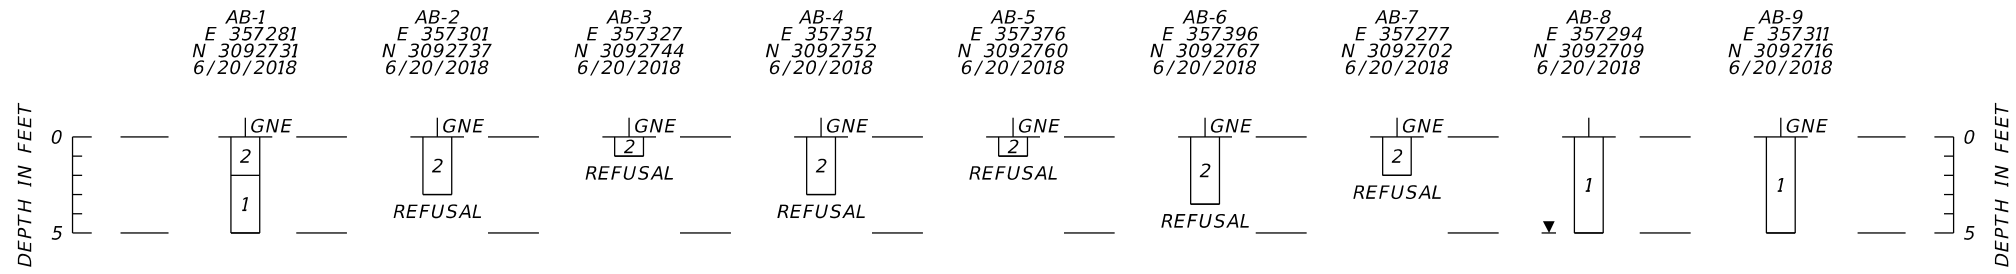 AB-1
E 357281
N 3092731
6/20/2018
AB-2
E 357301
N 3092737
6/20/2018
AB-3
E 357327
N 3092744
6/20/2018
AB-4
E 357351
N 3092752
6/20/2018
AB-5
E 357376
N 3092760
6/20/2018
AB-6
E 357396
N 3092767
6/20/2018
AB-7
E 357277
N 3092702
6/20/2018
AB-8
E 357294
N 3092709
6/20/2018
AB-9
E 357311
N 3092716
6/20/2018
DEPTH IN FEET
0
5
GNE
2
1
GNE
2
REFUSAL
GNE
2
REFUSAL
GNE
2
REFUSAL
GNE
2
REFUSAL
GNE
2
REFUSAL
GNE
2
REFUSAL
1
GNE
1
0
5
DEPTH IN FEET